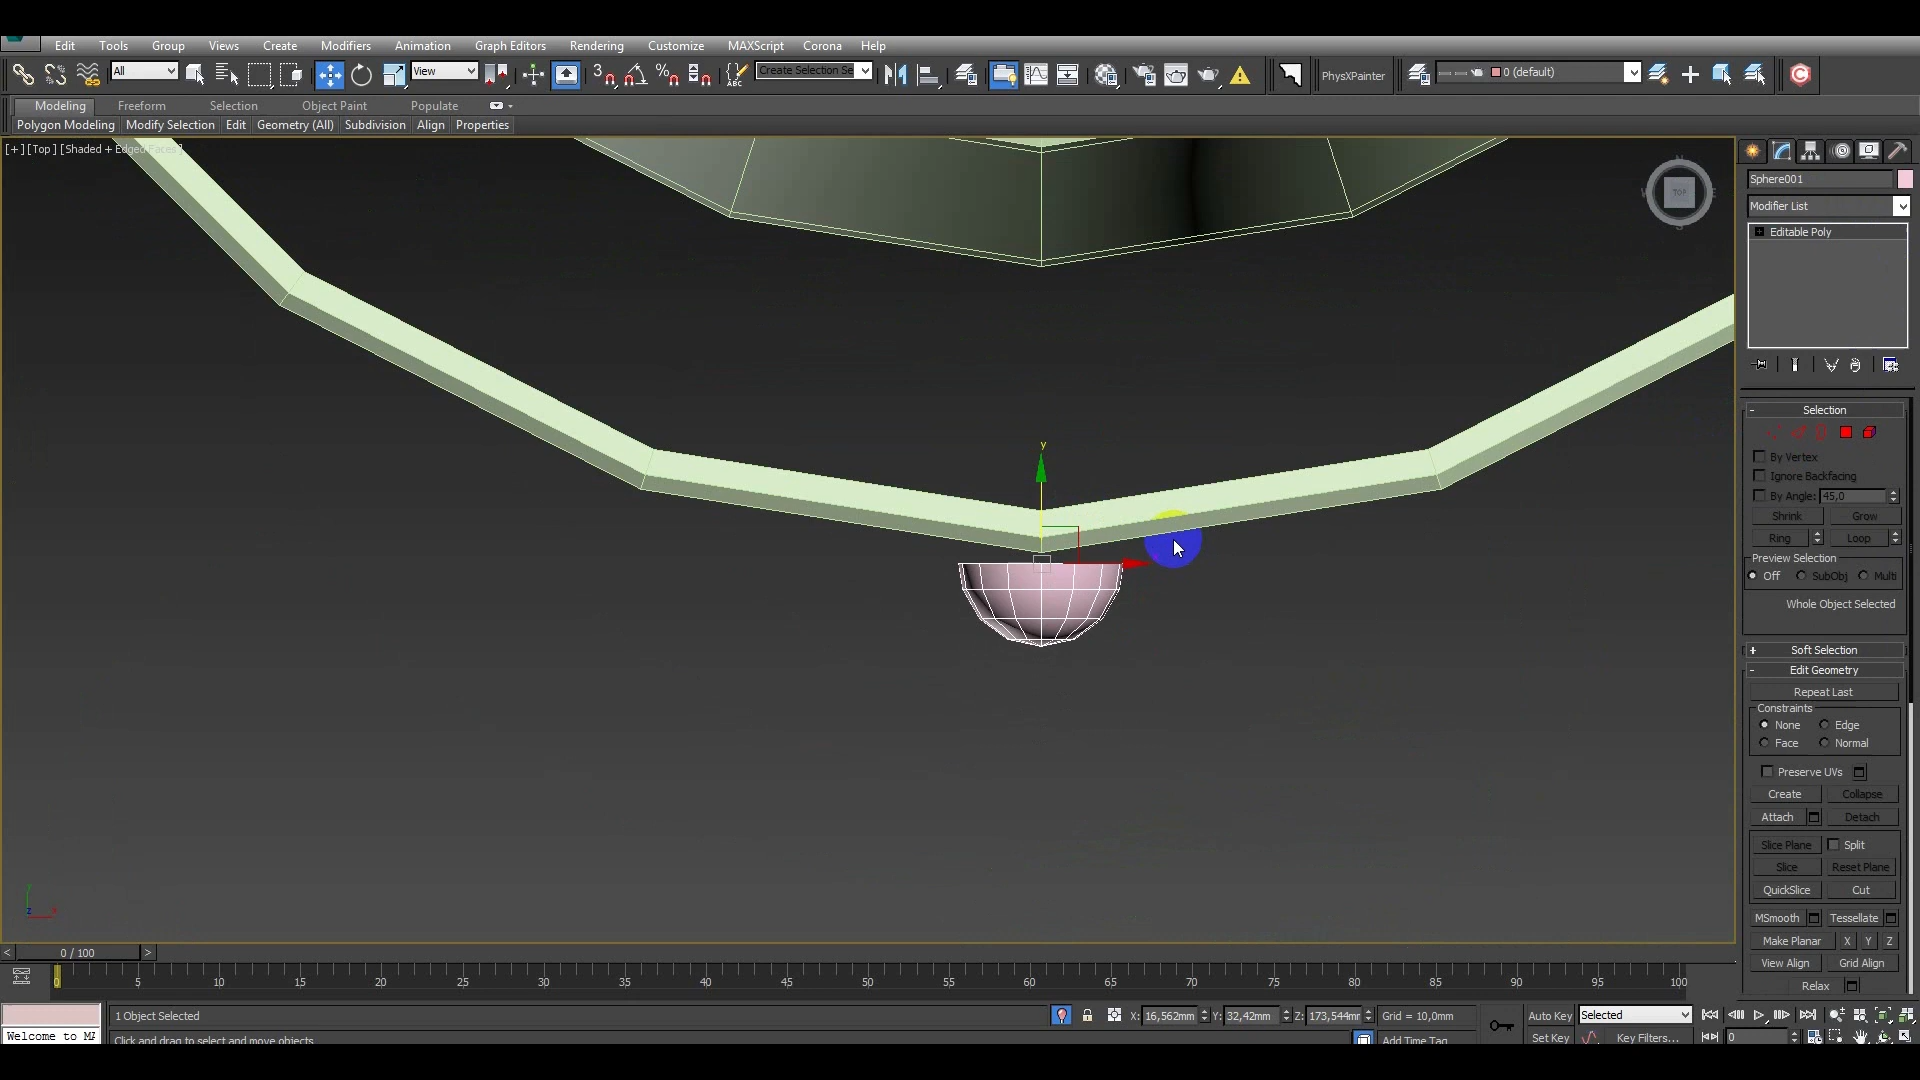 Edit Tools Group Views Create Modifiers Animation Graph Editors Rendering Customize MAXScript Corona Help
All View 3 ABC Create Selection Se PhysXPainter 0 (default)
Modeling Freeform Selection Object Paint Populate
Polygon Modeling Modify Selection Edit Geometry (All) Subdivision Align Properties
[+] [Top] [Shaded + Edged Faces]
TOP
y
Sphere001
Modifier List
Editable Poly
Selection
By Vertex
Ignore Backfacing
By Angle: 45,0
Shrink Grow
Ring Loop
Preview Selection
Off SubObj Multi
Whole Object Selected
+ Soft Selection
- Edit Geometry
Repeat Last
Constraints
None Edge
Face Normal
Preserve UVs
Create Collapse
Attach Detach
Slice Plane Split
Slice Reset Plane
QuickSlice Cut
MSmooth Tessellate
Make Planar X Y Z
View Align Grid Align
Relax
< 0 / 100 >
0 5 10 15 20 25 30 35 40 45 50 55 60 65 70 75 80 85 90 95 100
1 Object Selected X: 16,562mm Y: 32,42mm Z: 173,544mr Grid = 10,0mm Auto Key Selected
Welcome to MA Click and drag to select and move objects Add Time Tag Set Key Key Filters... 0